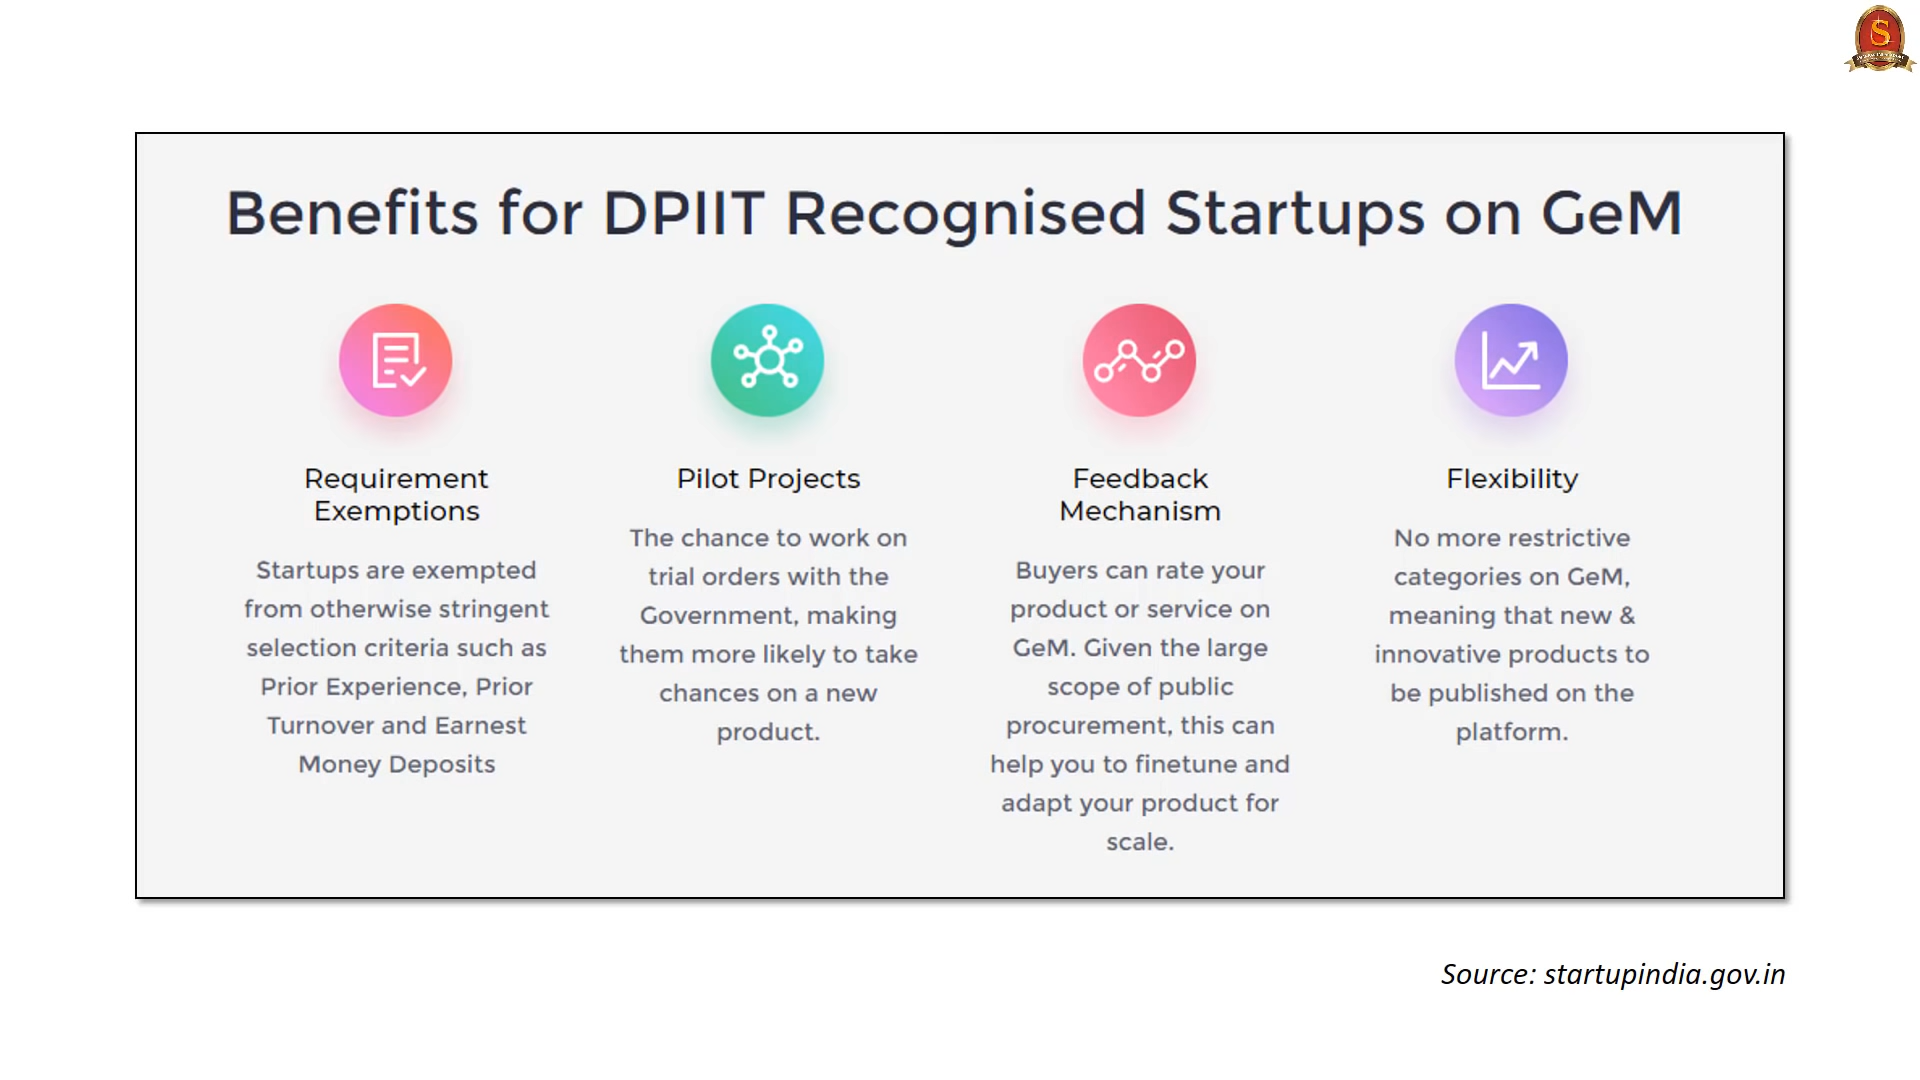 Benefits for DPIIT Recognised Startups on GeM
Requirement
Exemptions
Startups are exempted
from otherwise stringent
selection criteria such as
Prior Experience, Prior
Turnover and Earnest
Money Deposits
Pilot Projects
The chance to work on
trial orders with the
Government, making
them more likely to take
chances on a new
product.
Feedback
Mechanism
Buyers can rate your
product or service on
GeM. Given the large
scope of public
procurement, this can
help you to finetune and
adapt your product for
scale.
Flexibility
No more restrictive
categories on GeM,
meaning that new &
innovative products to
be published on the
platform.
Source: startupindia.gov.in
S